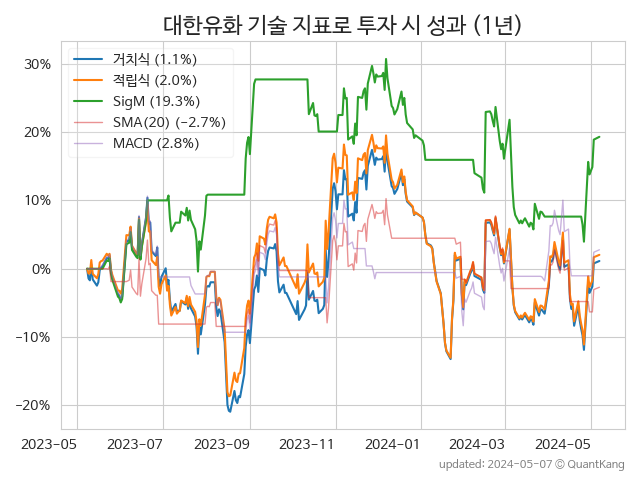 대한유화 기술 지표로 투자 시 성과 (1년)
거치식 (1.1%)
적립식 (2.0%)
SigM (19.3%)
SMA(20) (−2.7%)
MACD (2.8%)
30%
20%
10%
0%
−10%
−20%
2023-05 2023-07 2023-09 2023-11 2024-01 2024-03 2024-05
updated: 2024-05-07 © QuantKang